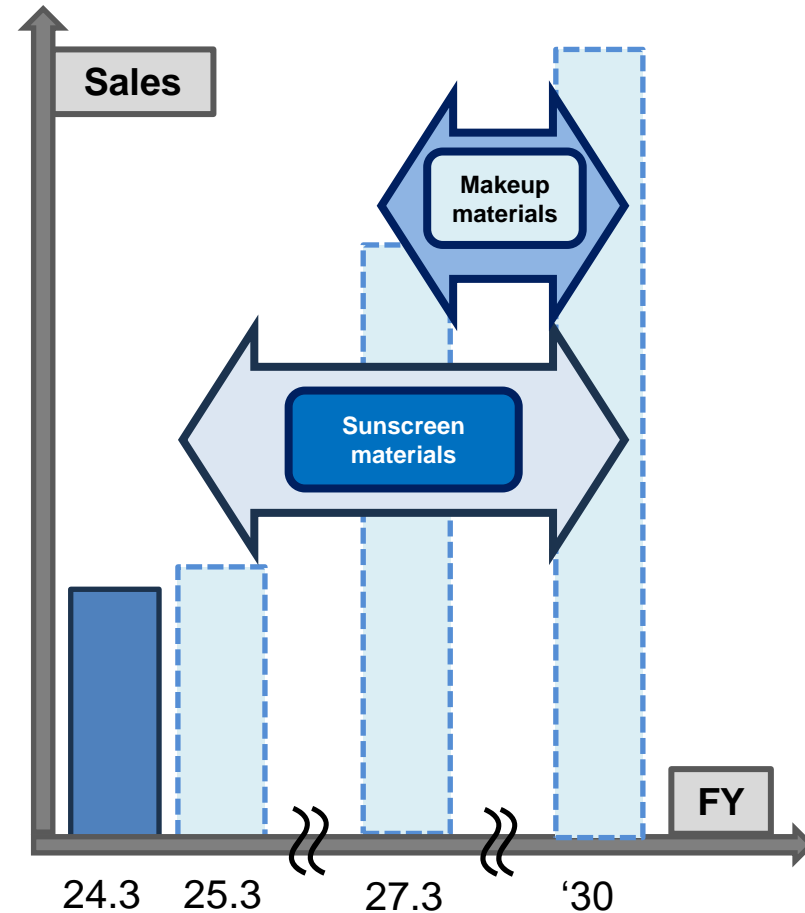 Sales
Makeup
materials
Sunscreen
materials
FY
24.3
25.3
27.3
‘30